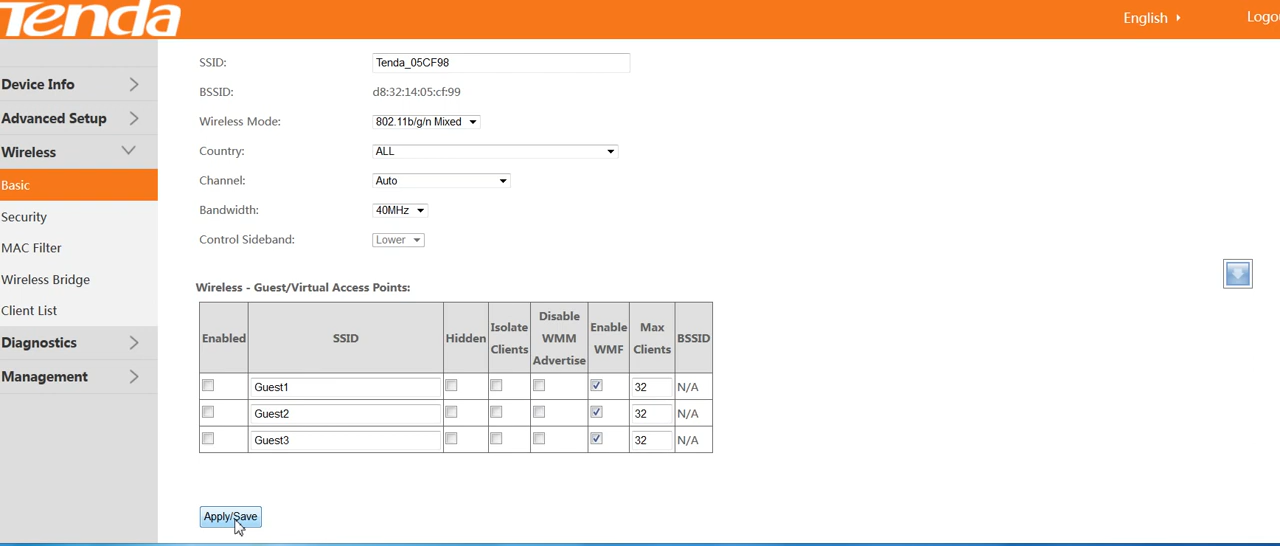 Tenda
English
Logo
Device Info
Advanced Setup
Wireless
Basic
Security
MAC Filter
Wireless Bridge
Client List
Diagnostics
Management
SSID: Tenda_05CF98
BSSID: d8:32:14:05:cf:99
Wireless Mode: 802.11b/g/n Mixed
Country: ALL
Channel: Auto
Bandwidth: 40MHz
Control Sideband: Lower
Wireless - Guest/Virtual Access Points:
Enabled SSID Hidden Isolate Clients Disable WMM Advertise Enable WMF Max Clients BSSID
Guest1 32 N/A
Guest2 32 N/A
Guest3 32 N/A
Apply/Save